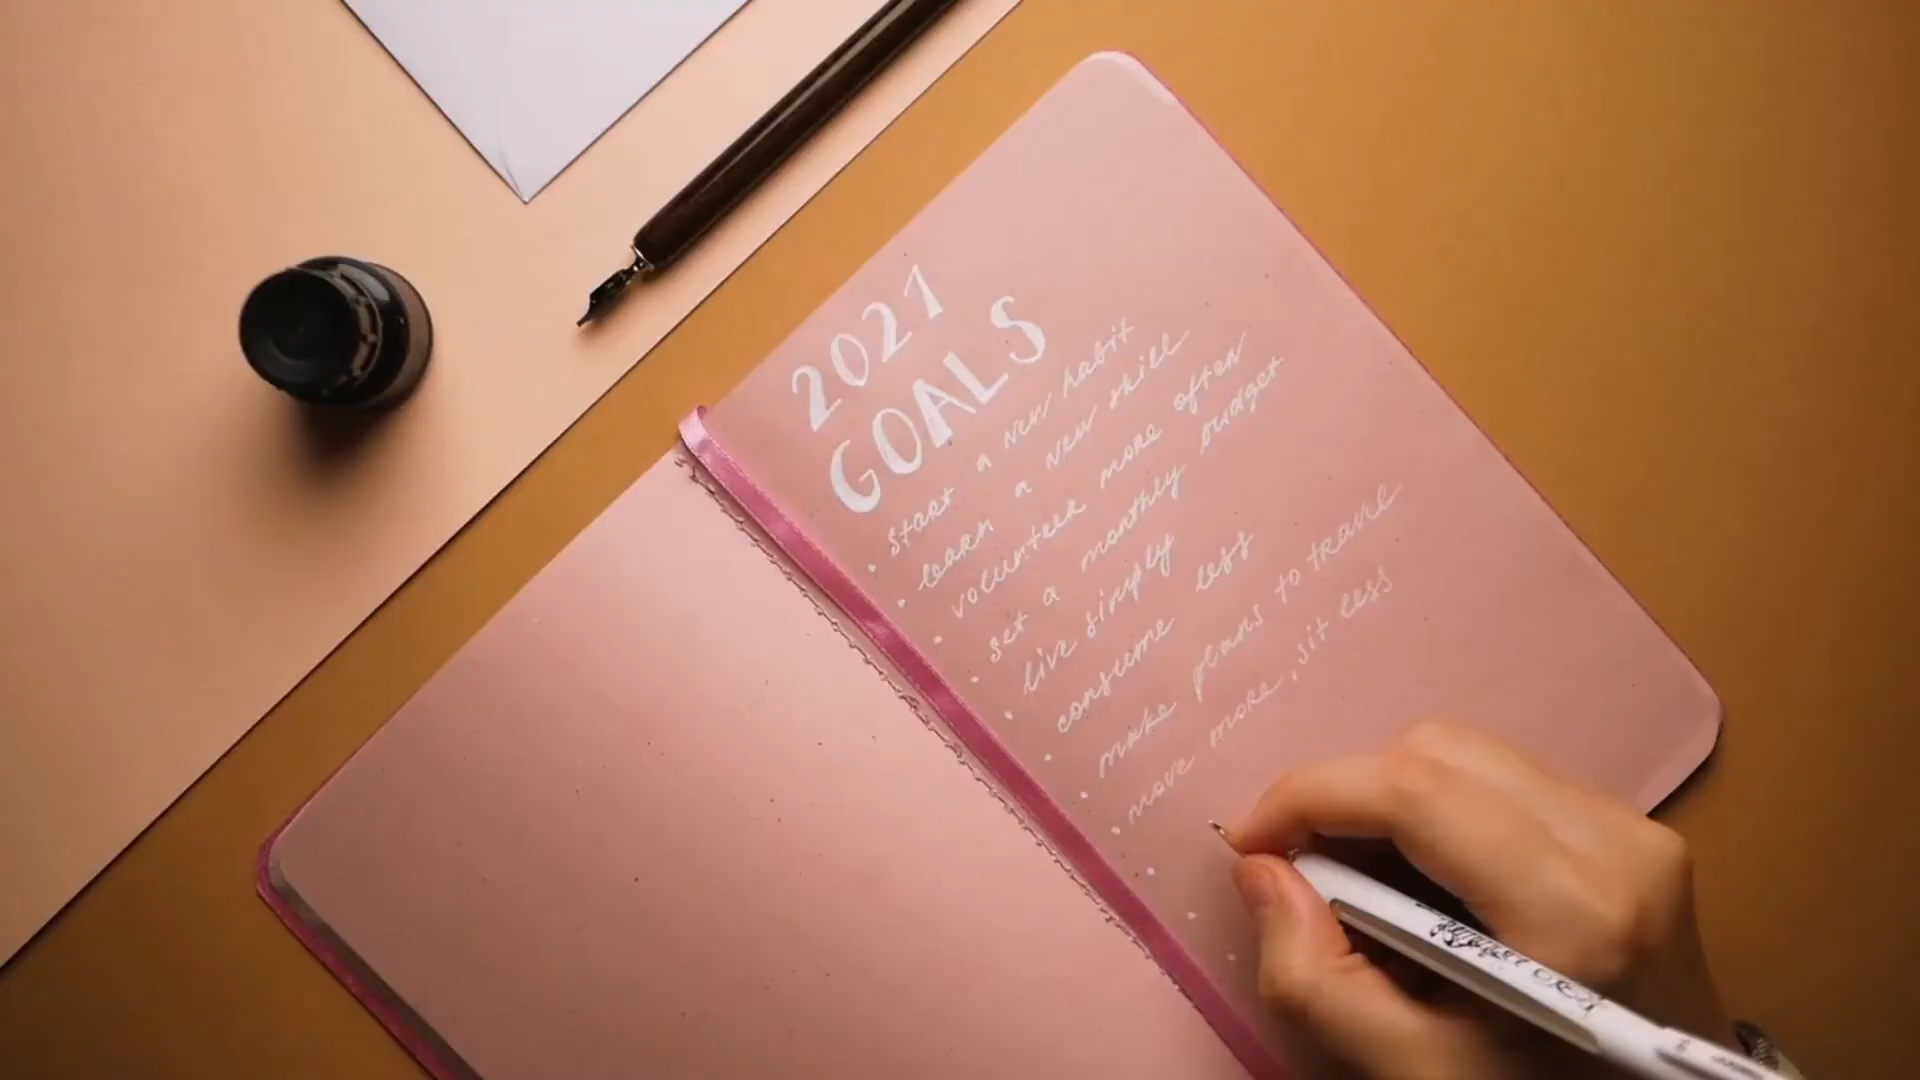 2021
GOALS
• start a new habit
• learn a new skill
• volunteer more often
• set a monthly budget
• live simply
• consume less
• make plans to travel
• move more, sit less